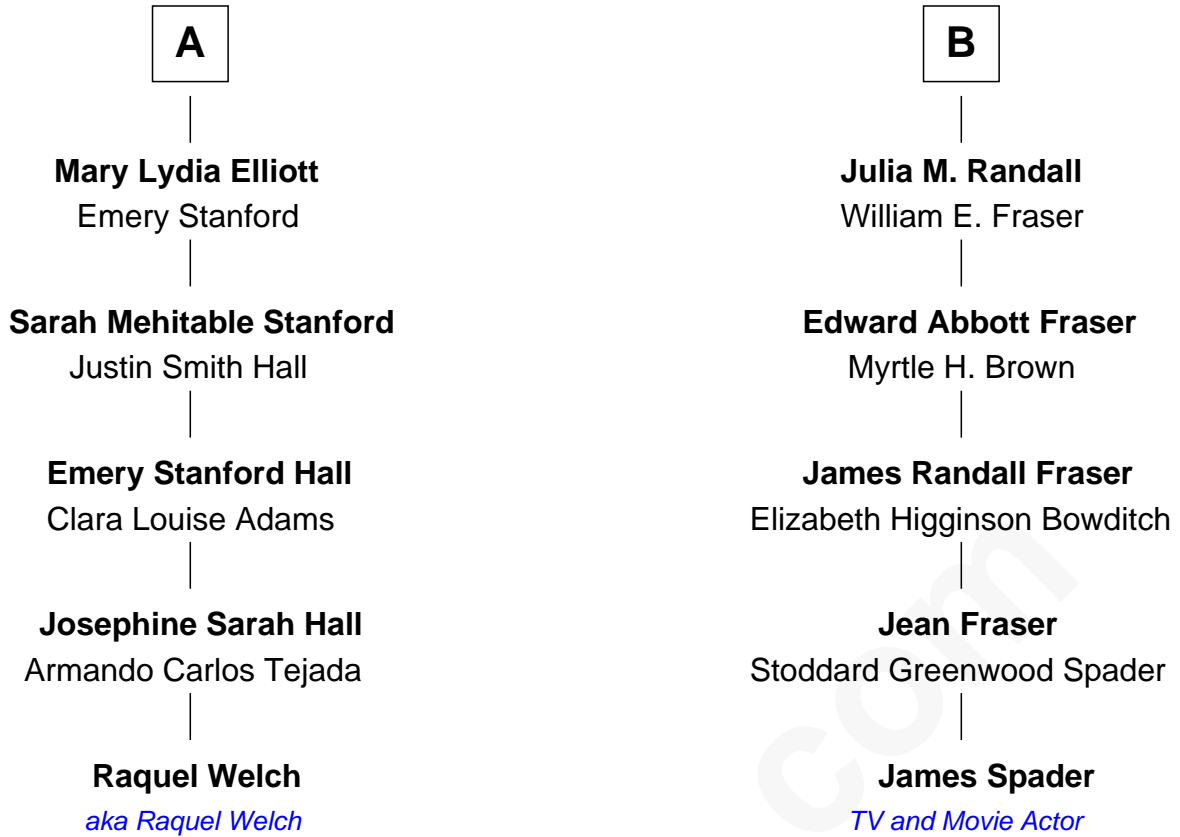 A
Mary Lydia Elliott
Emery Stanford
Sarah Mehitable Stanford
Justin Smith Hall
Emery Stanford Hall
Clara Louise Adams
Josephine Sarah Hall
Armando Carlos Tejada
Raquel Welch
aka Raquel Welch
B
Julia M. Randall
William E. Fraser
Edward Abbott Fraser
Myrtle H. Brown
James Randall Fraser
Elizabeth Higginson Bowditch
Jean Fraser
Stoddard Greenwood Spader
James Spader
TV and Movie Actor
com